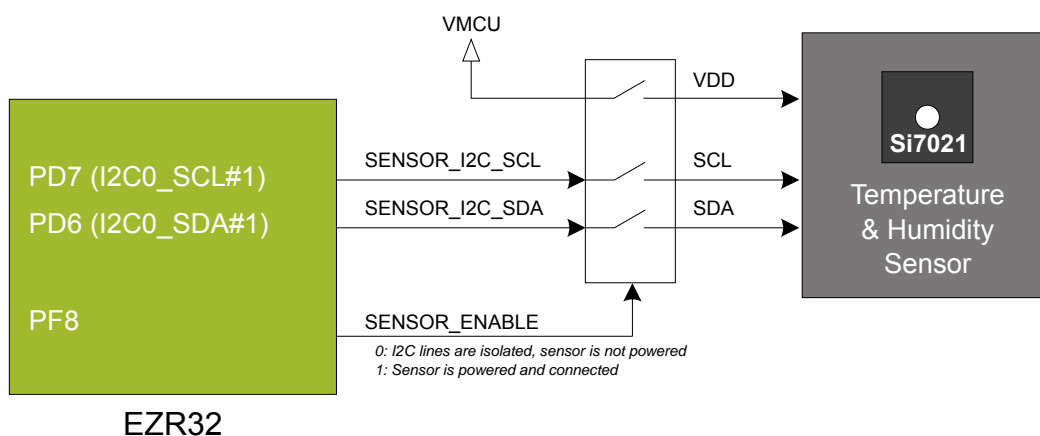 VMCU
VDD
Si7021
SENSOR_I2C_SCL
SCL
PD7 (I2C0_SCL#1)
SENSOR_I2C_SDA
SDA
PD6 (I2C0_SDA#1)
Temperature
& Humidity
Sensor
PF8
SENSOR_ENABLE
0: I2C lines are isolated, sensor is not powered
1: Sensor is powered and connected
EZR32